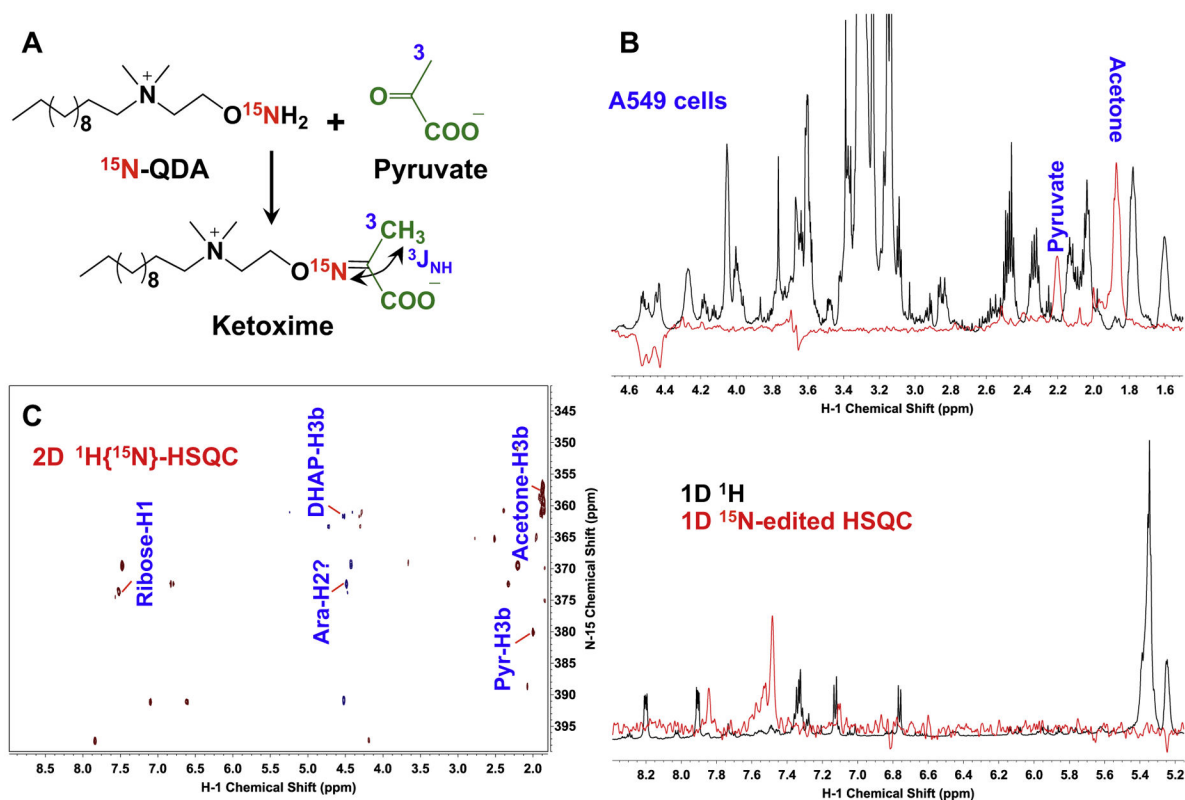 A
3
+
N
8
O¹⁵NH₂
+
O
COO⁻
¹⁵N-QDA
Pyruvate
3
CH₃
+
N
8
O¹⁵N
³J_NH
COO⁻
Ketoxime
B
A549 cells
Pyruvate
Acetone
4.6 4.4 4.2 4.0 3.8 3.6 3.4 3.2 3.0 2.8 2.6 2.4 2.2 2.0 1.8 1.6
H-1 Chemical Shift (ppm)
1D ¹H
1D ¹⁵N-edited HSQC
8.2 8.0 7.8 7.6 7.4 7.2 7.0 6.8 6.6 6.4 6.2 6.0 5.8 5.6 5.4 5.2
H-1 Chemical Shift (ppm)
C
2D ¹H{¹⁵N}-HSQC
Ribose-H1
DHAP-H3b
Ara-H2?
Acetone-H3b
Pyr-H3b
345
350
355
360
365
370
375
380
385
390
395
N-15 Chemical Shift (ppm)
8.5 8.0 7.5 7.0 6.5 6.0 5.5 5.0 4.5 4.0 3.5 3.0 2.5 2.0
H-1 Chemical Shift (ppm)